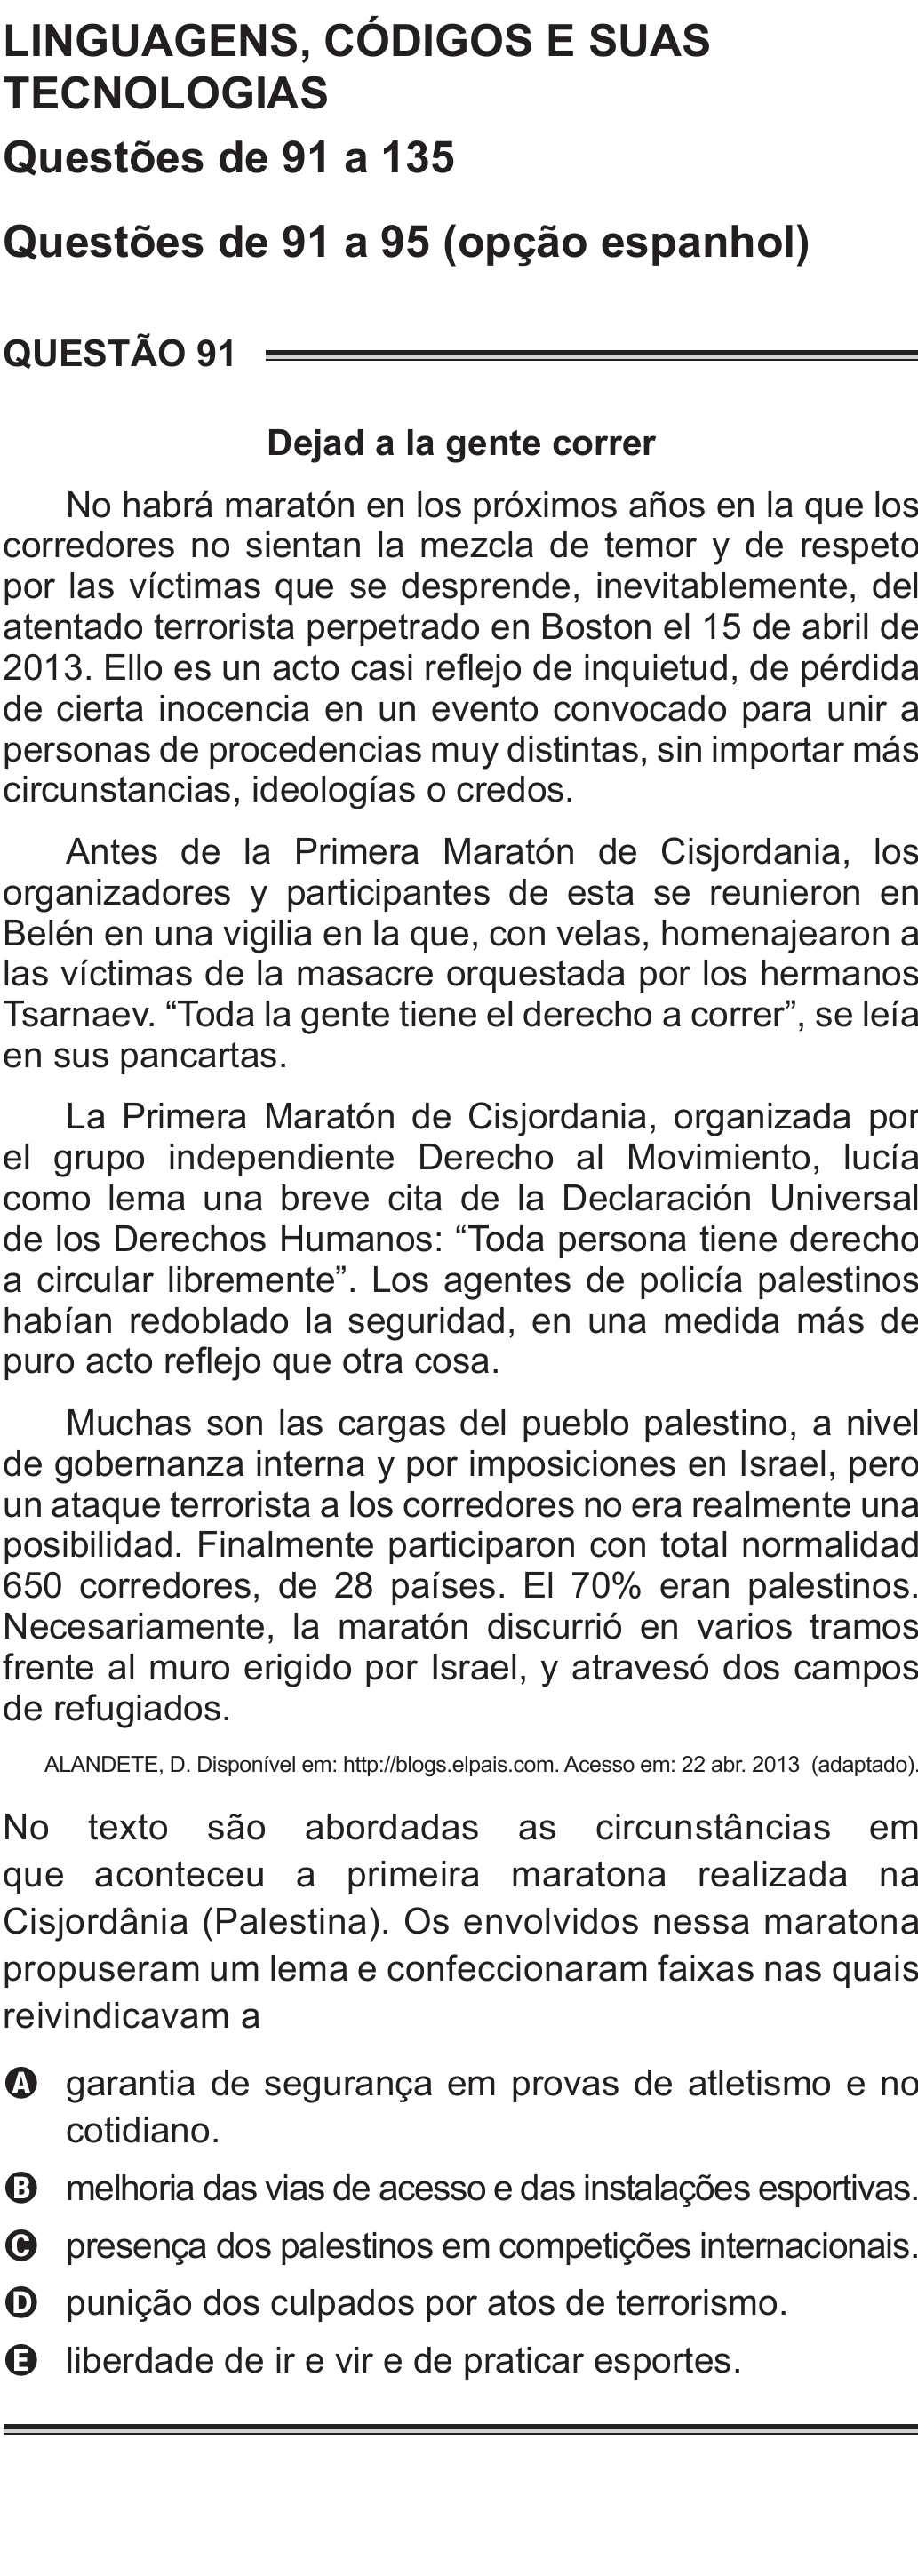 LINGUAGENS, CÓDIGOS E SUAS
TECNOLOGIAS
Questões de 91 a 135
Questões de 91 a 95 (opção espanhol)
QUESTÃO 91
Dejad a la gente correr
No habrá maratón en los próximos años en la que los
corredores no sientan la mezcla de temor y de respeto
por las víctimas que se desprende, inevitablemente, del
atentado terrorista perpetrado en Boston el 15 de abril de
2013. Ello es un acto casi reflejo de inquietud, de pérdida
de cierta inocencia en un evento convocado para unir a
personas de procedencias muy distintas, sin importar más
circunstancias, ideologías o credos.
Antes de la Primera Maratón de Cisjordania, los
organizadores y participantes de esta se reunieron en
Belén en una vigilia en la que, con velas, homenajearon a
las víctimas de la masacre orquestada por los hermanos
Tsarnaev. “Toda la gente tiene el derecho a correr”, se leía
en sus pancartas.
La Primera Maratón de Cisjordania, organizada por
el grupo independiente Derecho al Movimiento, lucía
como lema una breve cita de la Declaración Universal
de los Derechos Humanos: “Toda persona tiene derecho
a circular libremente”. Los agentes de policía palestinos
habían redoblado la seguridad, en una medida más de
puro acto reflejo que otra cosa.
Muchas son las cargas del pueblo palestino, a nivel
de gobernanza interna y por imposiciones en Israel, pero
un ataque terrorista a los corredores no era realmente una
posibilidad. Finalmente participaron con total normalidad
650 corredores, de 28 países. El 70% eran palestinos.
Necesariamente, la maratón discurrió en varios tramos
frente al muro erigido por Israel, y atravesó dos campos
de refugiados.
ALANDETE, D. Disponível em: http://blogs.elpais.com. Acesso em: 22 abr. 2013 (adaptado).
No texto são abordadas as circunstâncias em
que aconteceu a primeira maratona realizada na
Cisjordânia (Palestina). Os envolvidos nessa maratona
propuseram um lema e confeccionaram faixas nas quais
reivindicavam a
A garantia de segurança em provas de atletismo e no
cotidiano.
B melhoria das vias de acesso e das instalações esportivas.
C presença dos palestinos em competições internacionais.
D punição dos culpados por atos de terrorismo.
E liberdade de ir e vir e de praticar esportes.